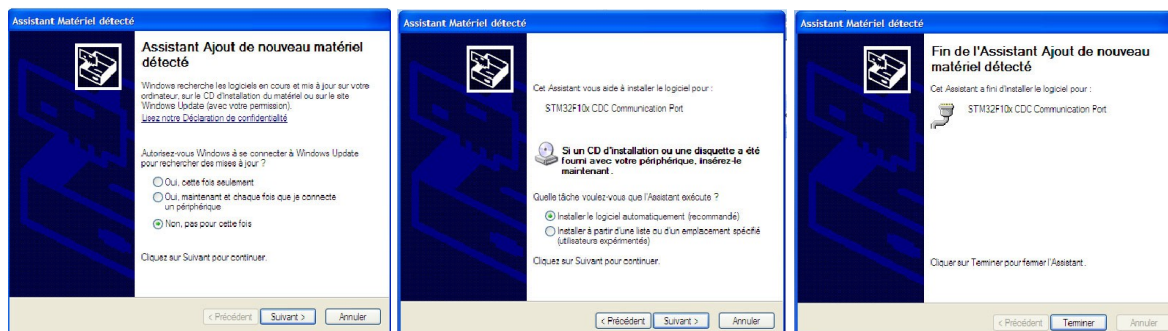 Assistant Matériel détecté
Assistant Ajout de nouveau matériel
détecté
Windows recherche les logiciels en cours et mis à jour sur votre
ordinateur, sur le CD d'installation du matériel ou sur le site
Windows Update (avec votre permission).
Lisez notre Déclaration de confidentialité
Autorisez-vous Windows à se connecter à Windows Update
pour rechercher des mises à jour ?
Oui, cette fois seulement
Oui, maintenant et chaque fois que je connecte
un périphérique
Non, pas pour cette fois
Cliquez sur Suivant pour continuer.
< Précédent Suivant > Annuler
Assistant Matériel détecté
Cet Assistant vous aide à installer le logiciel pour :
STM32F10x CDC Communication Port
Si un CD d'installation ou une disquette a été
fourni avec votre périphérique, insérez-le
maintenant.
Quelle tâche voulez-vous que l'Assistant exécute ?
Installer le logiciel automatiquement (recommandé)
Installer à partir d'une liste ou d'un emplacement spécifié
(utilisateurs expérimentés)
Cliquez sur Suivant pour continuer.
< Précédent Suivant > Annuler
Assistant Matériel détecté
Fin de l'Assistant Ajout de nouveau
matériel détecté
Cet Assistant a fini d'installer le logiciel pour :
STM32F10x CDC Communication Port
Cliquer sur Terminer pour fermer l'Assistant.
< Précédent Terminer Annuler